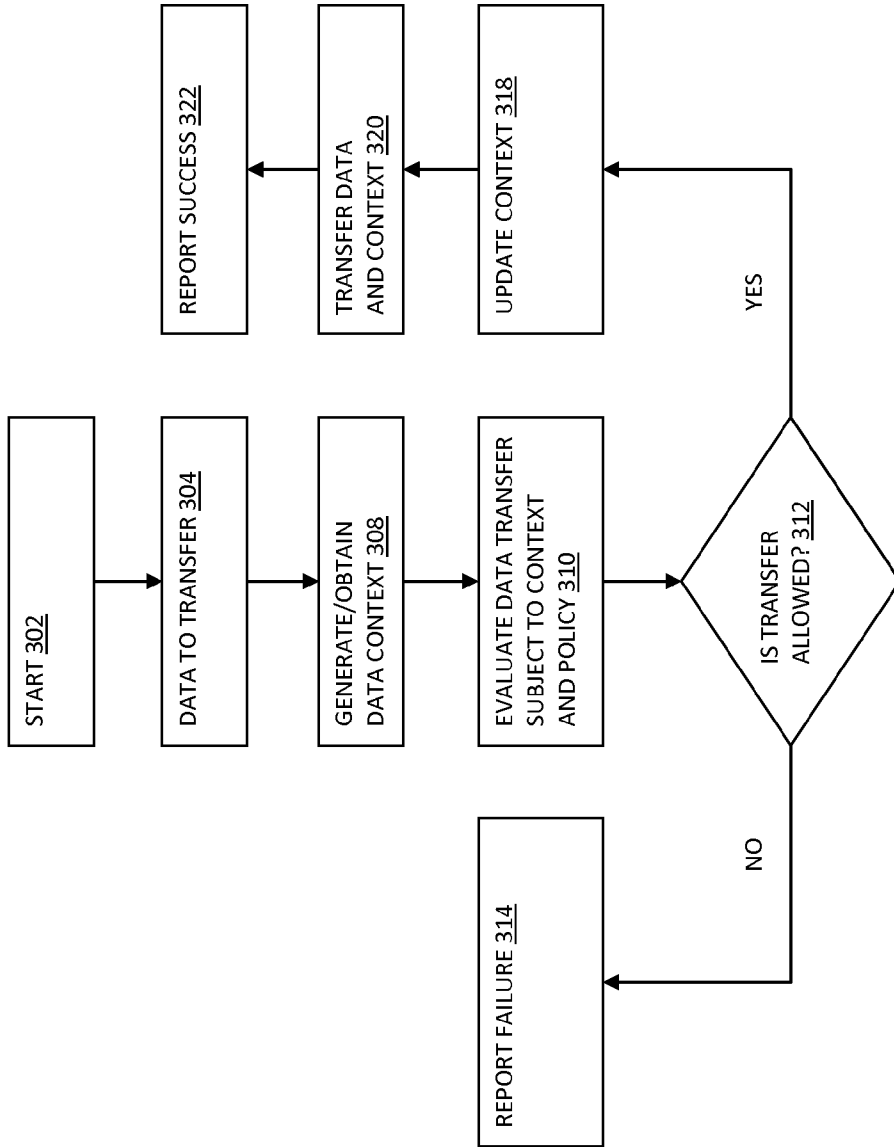 START 302
DATA TO TRANSFER 304
GENERATE/OBTAIN
DATA CONTEXT 308
EVALUATE DATA TRANSFER
SUBJECT TO CONTEXT
AND POLICY 310
IS TRANSFER
ALLOWED? 312
NO
REPORT FAILURE 314
YES
UPDATE CONTEXT 318
TRANSFER DATA
AND CONTEXT 320
REPORT SUCCESS 322